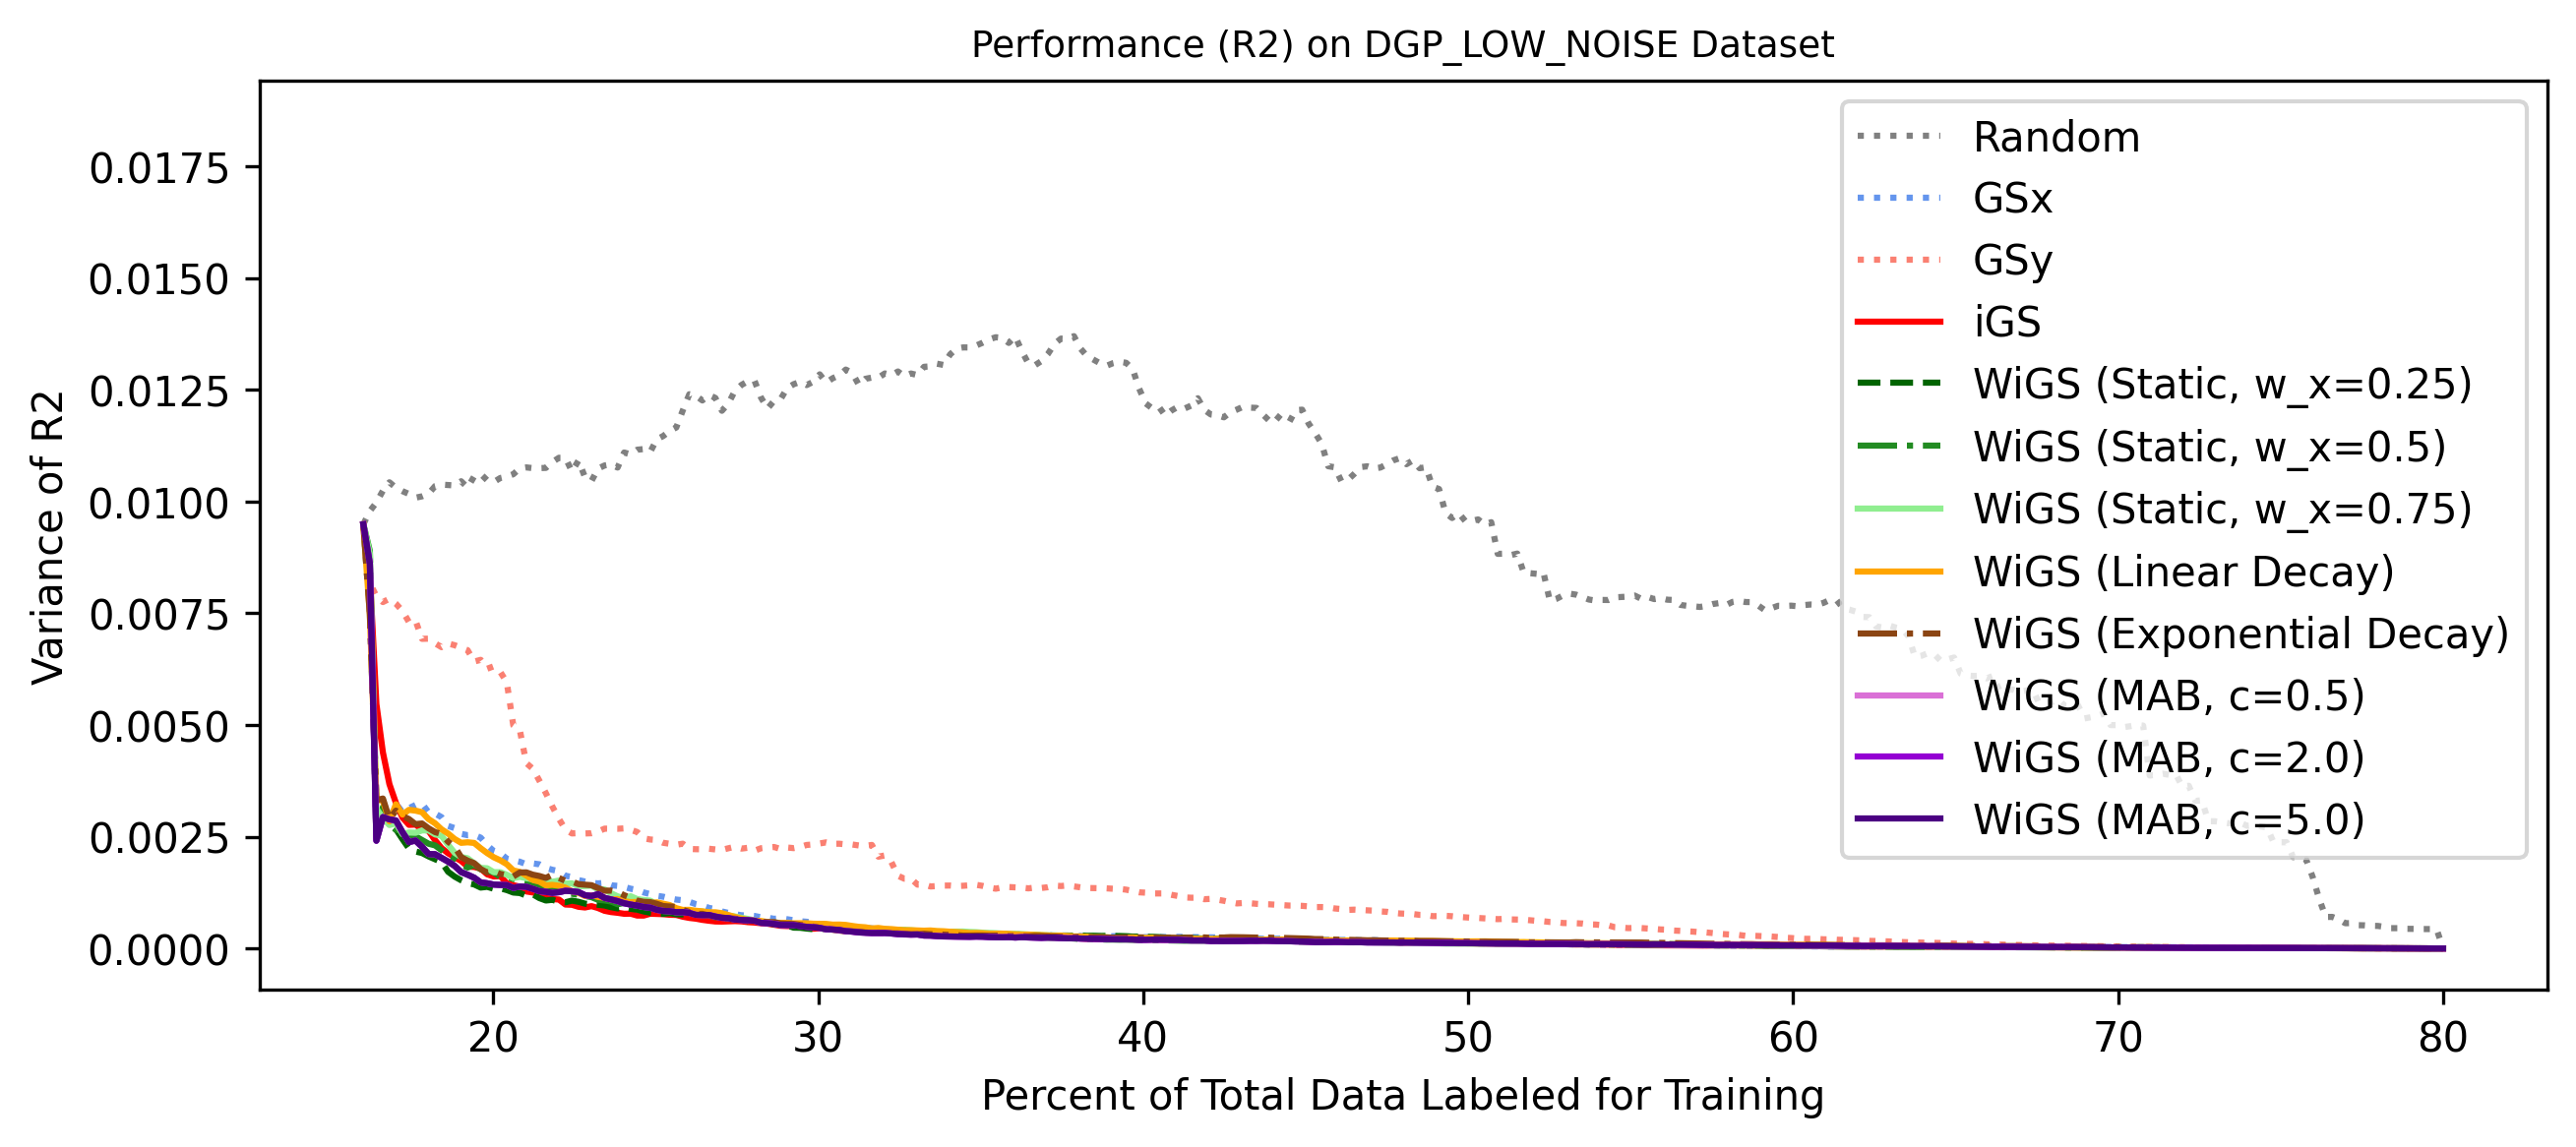 Performance (R2) on DGP_LOW_NOISE Dataset
Variance of R2
0.0175
0.0150
0.0125
0.0100
0.0075
0.0050
0.0025
0.0000
Random
GSx
GSy
iGS
WiGS (Static, w_x=0.25)
WiGS (Static, w_x=0.5)
WiGS (Static, w_x=0.75)
WiGS (Linear Decay)
WiGS (Exponential Decay)
WiGS (MAB, c=0.5)
WiGS (MAB, c=2.0)
WiGS (MAB, c=5.0)
20 30 40 50 60 70 80
Percent of Total Data Labeled for Training